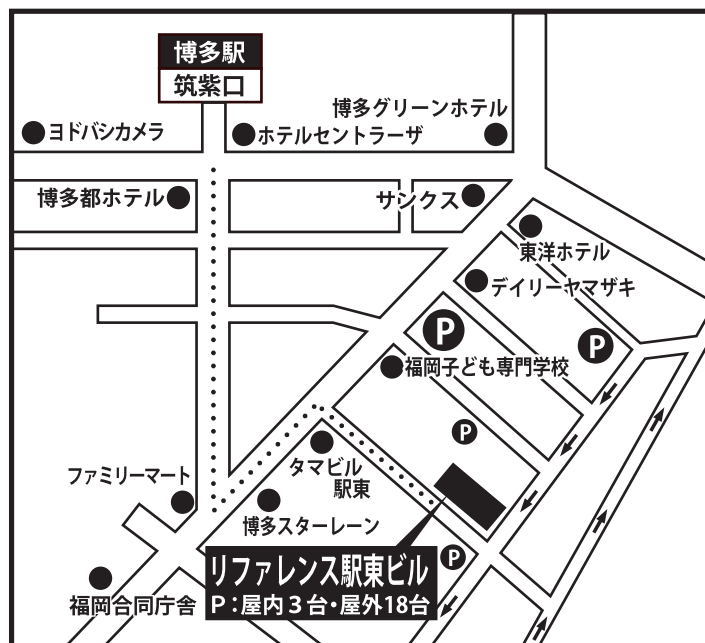 博多駅
筑紫口
博多グリーンホテル
ヨドバシカメラ
ホテルセントラーザ
博多都ホテル
サンクス
東洋ホテル
デイリーヤマザキ
P
P
福岡子ども専門学校
P
タマビル
駅東
ファミリーマート
博多スターレーン
P
リファレンス駅東ビル
P：屋内3台・屋外18台
福岡合同庁舎